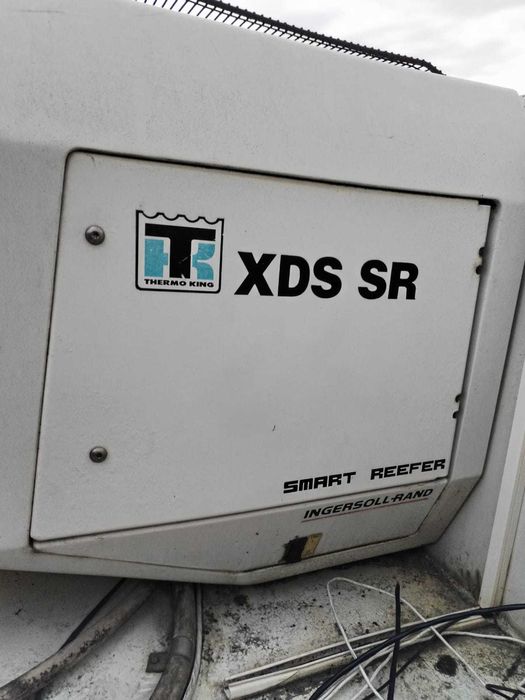 TK
THERMO KING
XDS SR
SMART REEFER
INGERSOLL-RAND